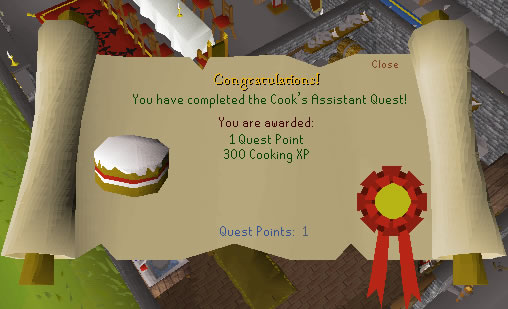 Close
Congratulations!
You have completed the Cook's Assistant Quest!
You are awarded:
1 Quest Point
300 Cooking XP
Quest Points: 1